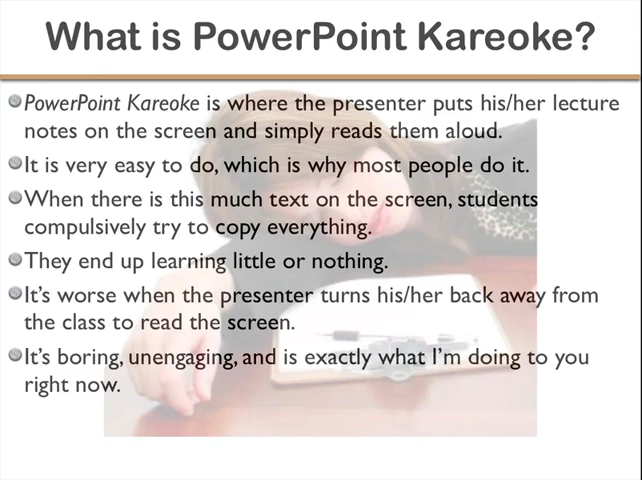 What is PowerPoint Kareoke?
PowerPoint Kareoke is where the presenter puts his/her lecture
notes on the screen and simply reads them aloud.
It is very easy to do, which is why most people do it.
When there is this much text on the screen, students
compulsively try to copy everything.
They end up learning little or nothing.
It's worse when the presenter turns his/her back away from
the class to read the screen.
It's boring, unengaging, and is exactly what I'm doing to you
right now.